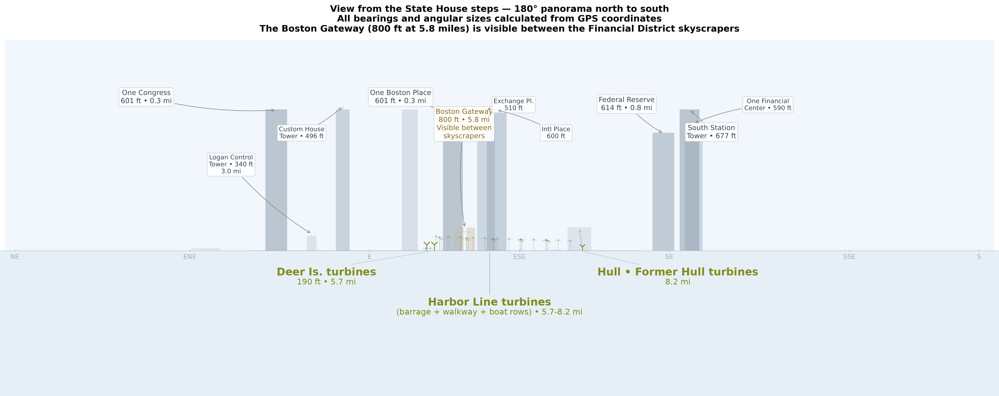 View from the State House steps — 180° panorama north to south
All bearings and angular sizes calculated from GPS coordinates
The Boston Gateway (800 ft at 5.8 miles) is visible between the Financial District skyscrapers
One Congress
601 ft • 0.3 mi
One Boston Place
601 ft • 0.3 mi
Exchange Pl.
510 ft
Federal Reserve
614 ft • 0.8 mi
One Financial
Center • 590 ft
Boston Gateway
800 ft • 5.8 mi
Visible between
skyscrapers
Custom House
Tower • 496 ft
Intl Place
600 ft
South Station
Tower • 677 ft
Logan Control
Tower • 340 ft
3.0 mi
NE
ENE
E
ESE
SE
SSE
S
Deer Is. turbines
190 ft • 5.7 mi
Hull • Former Hull turbines
8.2 mi
Harbor Line turbines
(barrage + walkway + boat rows) • 5.7-8.2 mi